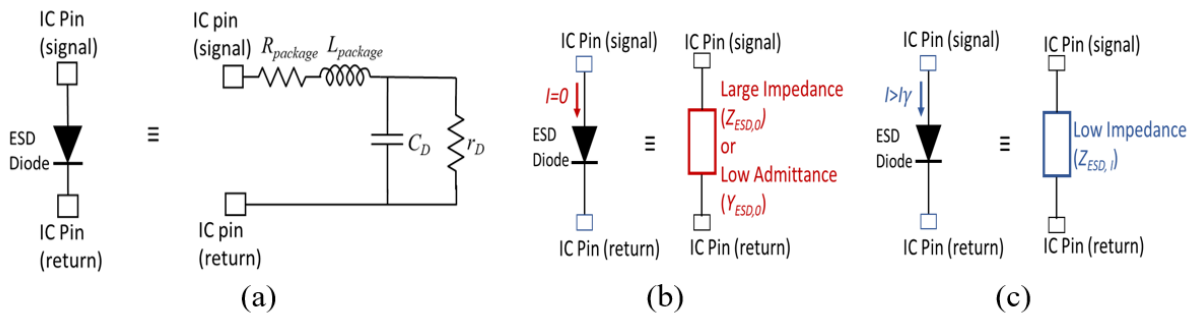 IC Pin
(signal)
ESD
Diode
IC Pin
(return)
≡
IC pin
(signal)
R_package
L_package
C_D
r_D
IC pin
(return)
(a)
IC Pin (signal)
I=0
ESD
Diode
IC Pin (return)
≡
IC Pin (signal)
Large Impedance
(Z_ESD,0)
or
Low Admittance
(Y_ESD,0)
IC Pin (return)
(b)
IC Pin (signal)
I>Iγ
ESD
Diode
IC Pin (return)
≡
IC Pin (signal)
Low Impedance
(Z_ESD, I)
IC Pin (return)
(c)